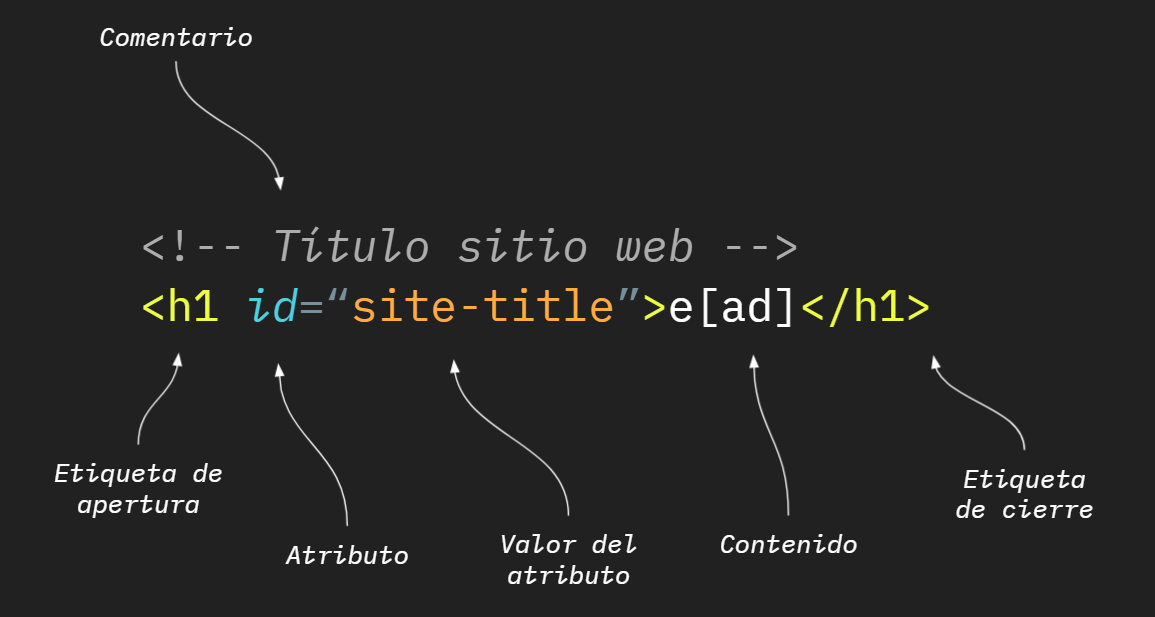 Comentario
<!-- Título sitio web -->
<h1 id=“site-title”>e[ad]</h1>
Etiqueta de
apertura
Atributo
Valor del
atributo
Contenido
Etiqueta
de cierre